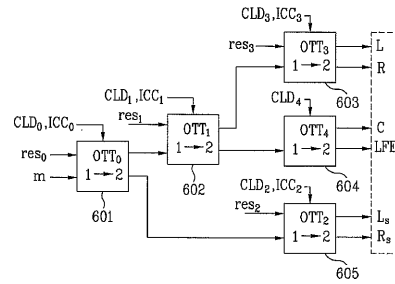 CLD₃,ICC₃
res₃
OTT₃
1→2
L
R
603
CLD₁,ICC₁
res₁
OTT₁
1→2
602
CLD₄
OTT₄
1→2
C
LFE
604
CLD₀,ICC₀
res₀
m
OTT₀
1→2
601
CLD₂,ICC₂
res₂
OTT₂
1→2
Lₛ
Rₛ
605